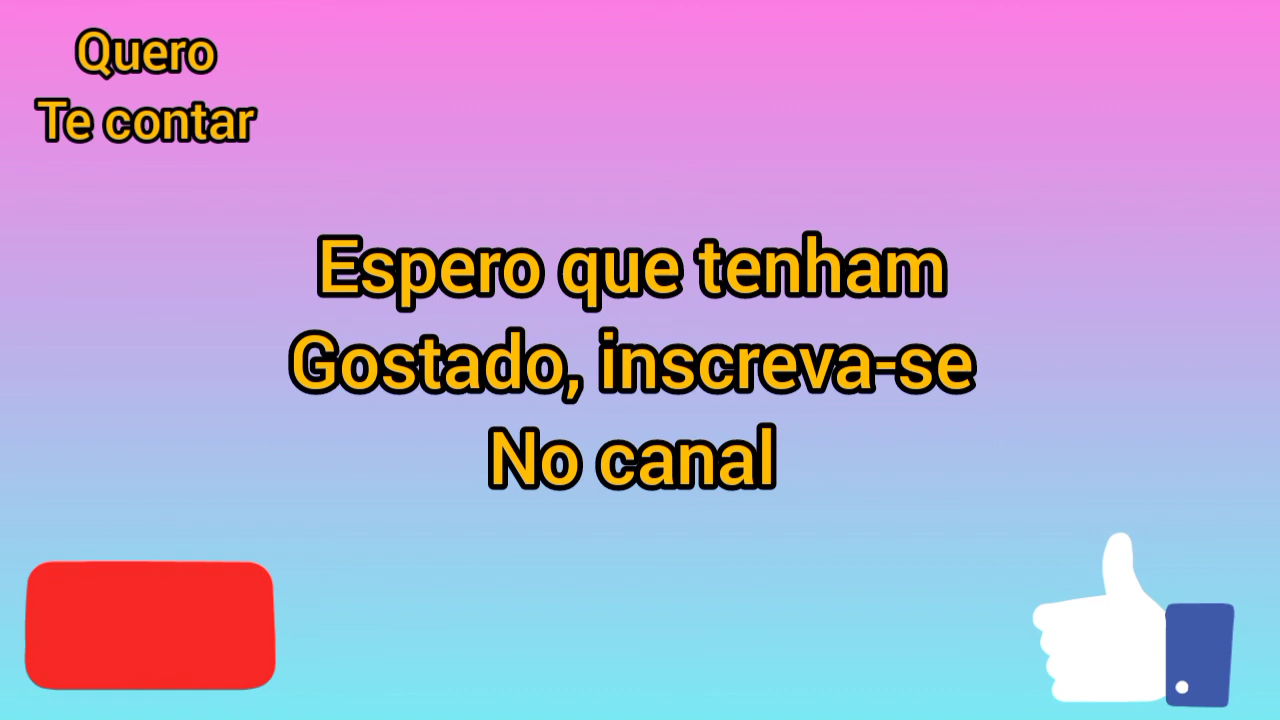 Quero
Te contar
Espero que tenham
Gostado, inscreva-se
No canal